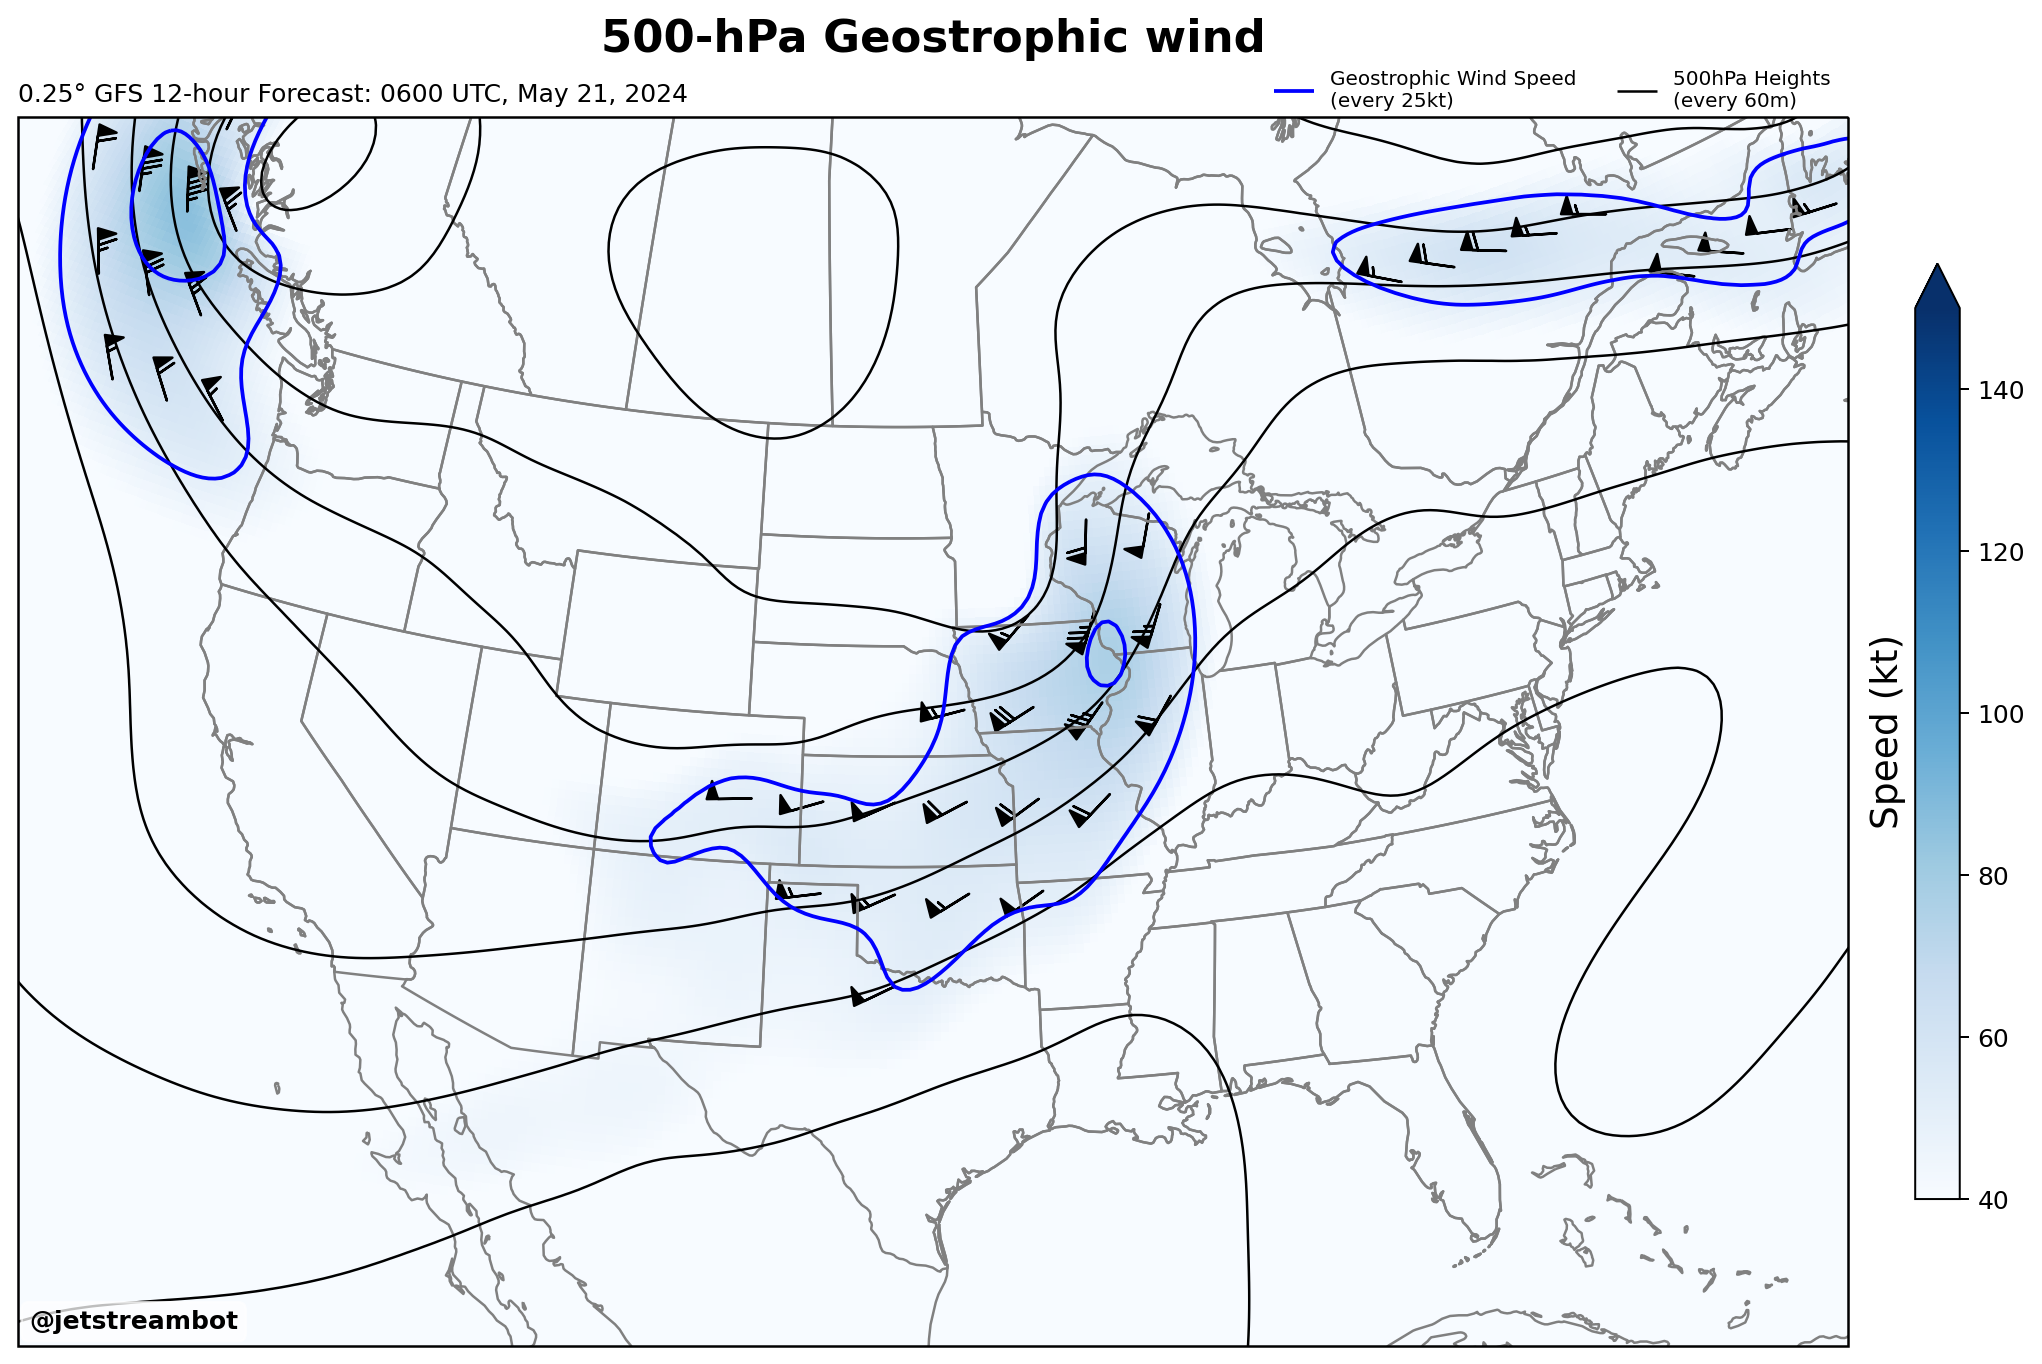 500-hPa Geostrophic wind
0.25° GFS 12-hour Forecast: 0600 UTC, May 21, 2024
Geostrophic Wind Speed
(every 25kt)
500hPa Heights
(every 60m)
140
120
100
80
60
40
Speed (kt)
@jetstreambot